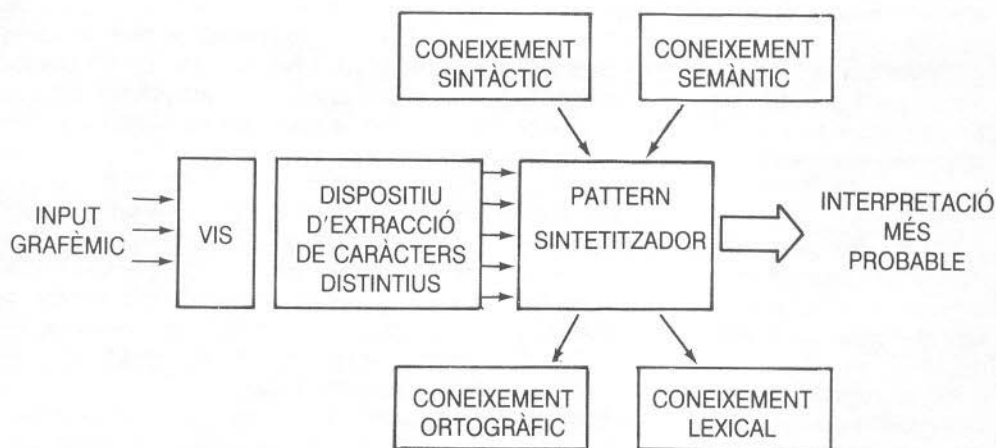 CONEIXEMENT
SINTÀCTIC
CONEIXEMENT
SEMÀNTIC
INPUT
GRAFÈMIC
VIS
DISPOSITIU
D'EXTRACCIÓ
DE CARÀCTERS
DISTINTIUS
PATTERN
SINTETITZADOR
INTERPRETACIÓ
MÉS
PROBABLE
CONEIXEMENT
ORTOGRÀFIC
CONEIXEMENT
LEXICAL